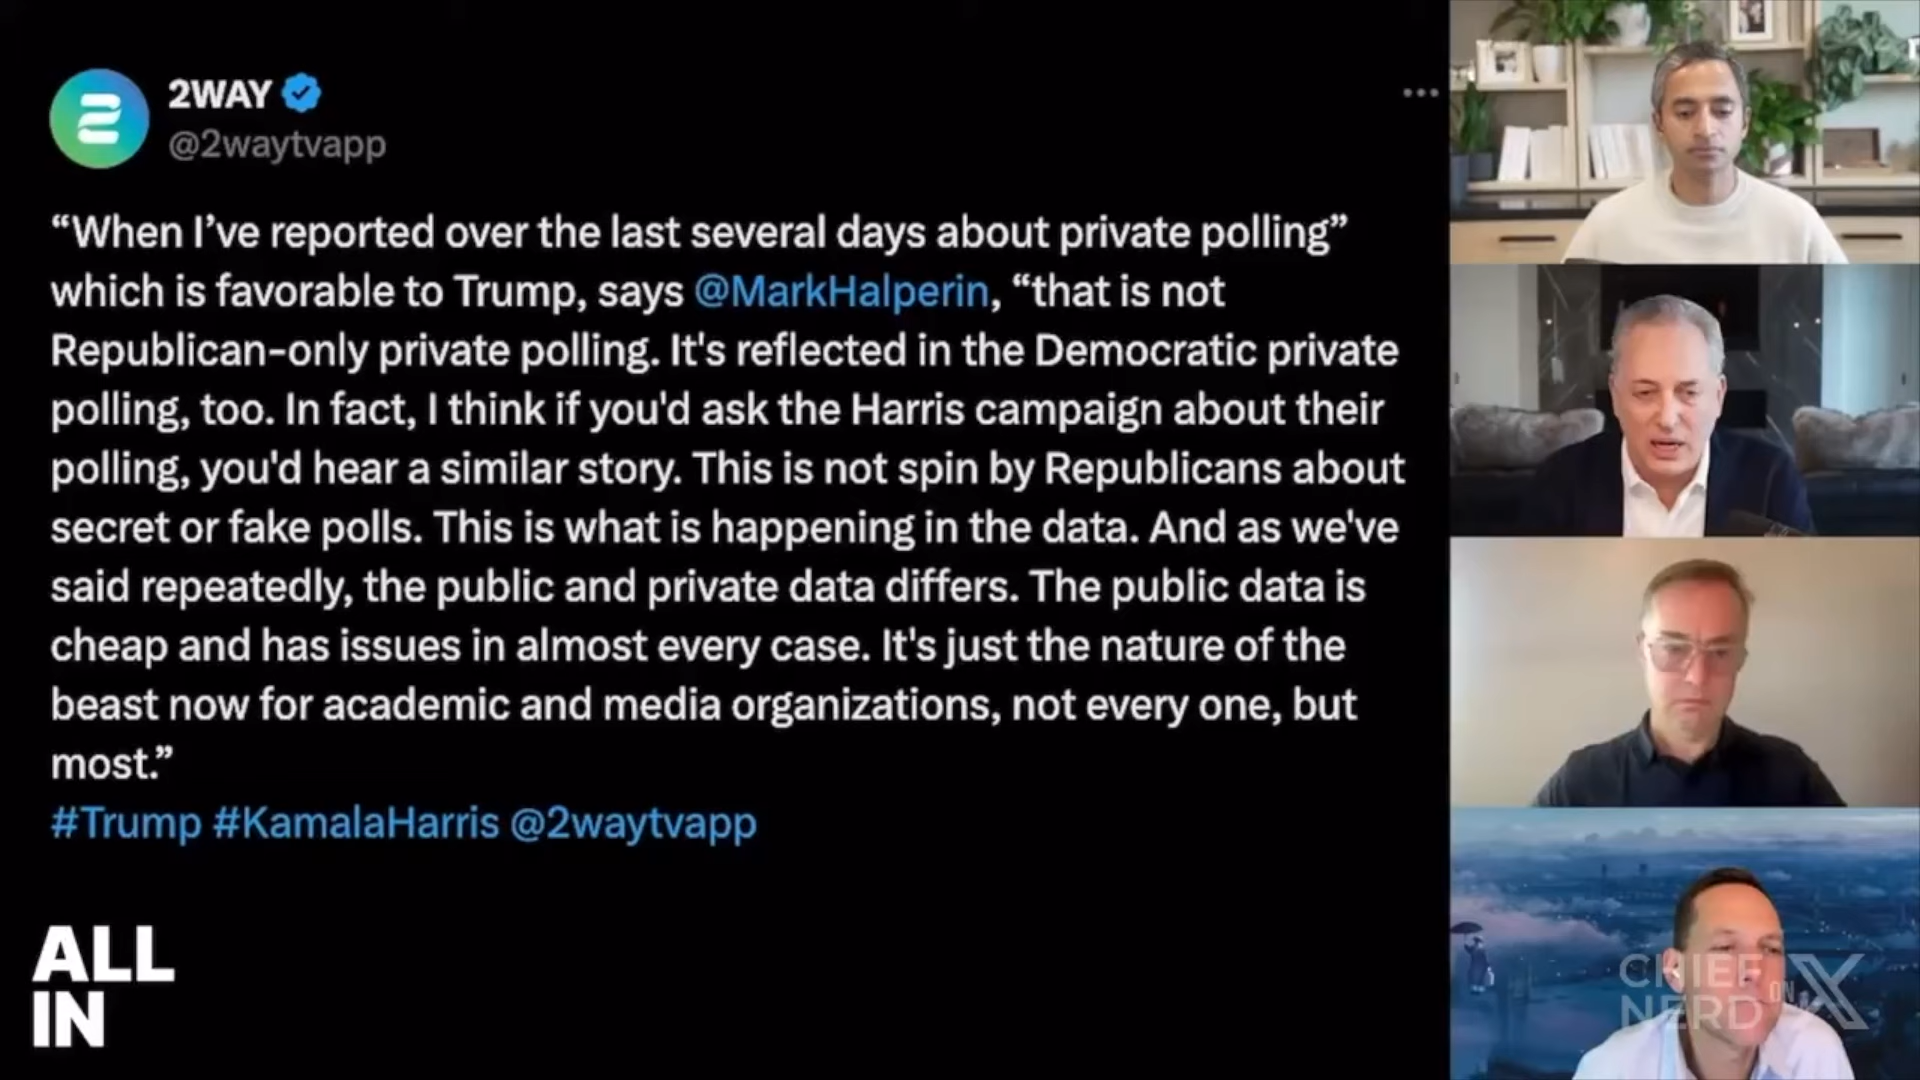 2WAY
@2waytvapp
“When I’ve reported over the last several days about private polling”
which is favorable to Trump, says @MarkHalperin, “that is not
Republican-only private polling. It's reflected in the Democratic private
polling, too. In fact, I think if you'd ask the Harris campaign about their
polling, you'd hear a similar story. This is not spin by Republicans about
secret or fake polls. This is what is happening in the data. And as we've
said repeatedly, the public and private data differs. The public data is
cheap and has issues in almost every case. It's just the nature of the
beast now for academic and media organizations, not every one, but
most.”
#Trump #KamalaHarris @2waytvapp
ALL
IN
CHIEF
NERD
ON X